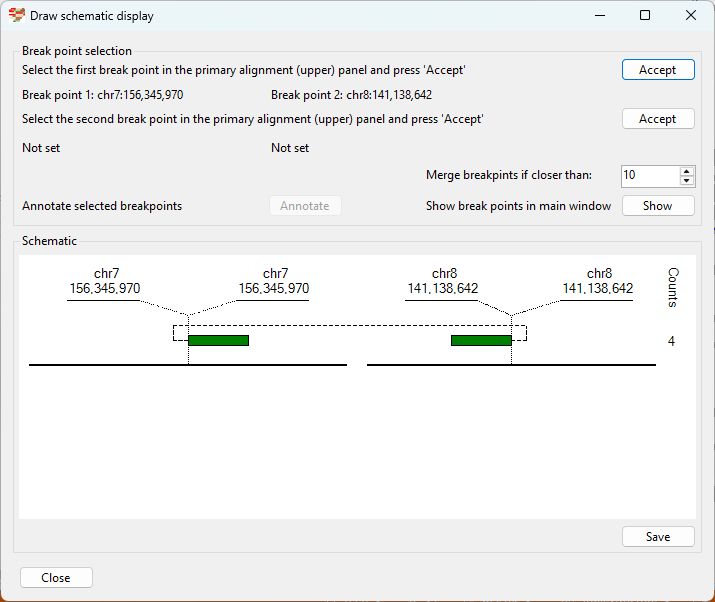 Draw schematic display
Break point selection
Select the first break point in the primary alignment (upper) panel and press 'Accept'
Accept
Break point 1: chr7:156,345,970
Break point 2: chr8:141,138,642
Select the second break point in the primary alignment (upper) panel and press 'Accept'
Accept
Not set
Not set
Merge breakpints if closer than:
10
Annotate selected breakpoints
Annotate
Show break points in main window
Show
Schematic
chr7
156,345,970
chr7
156,345,970
chr8
141,138,642
chr8
141,138,642
Counts
4
Save
Close